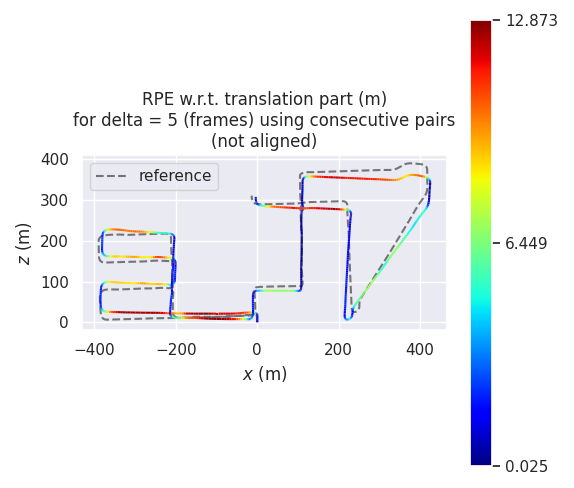 RPE w.r.t. translation part (m)
for delta = 5 (frames) using consecutive pairs
(not aligned)
reference
400
300
200
100
0
z (m)
−400
−200
0
200
400
x (m)
12.873
6.449
0.025